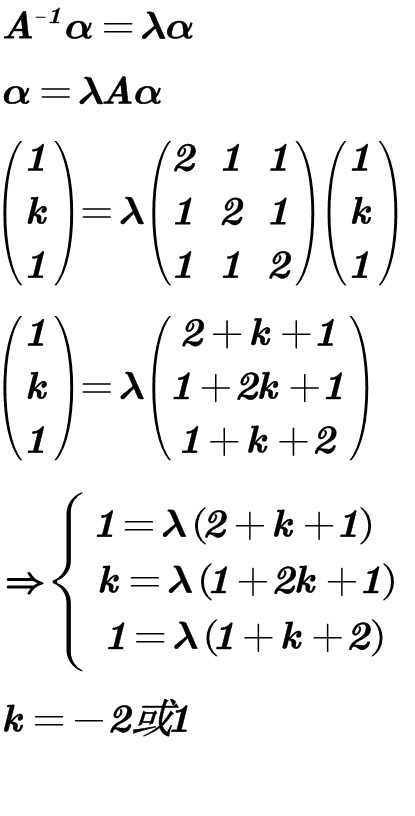 A⁻¹α = λα
α = λAα
(1 k 1) = λ (2 1 1 1 2 1 1 1 2) (1 k 1)
(1 k 1) = λ (2+k+1 1+2k+1 1+k+2)
⇒ { 1 = λ(2+k+1)
k = λ(1+2k+1)
1 = λ(1+k+2)
k = −2或1